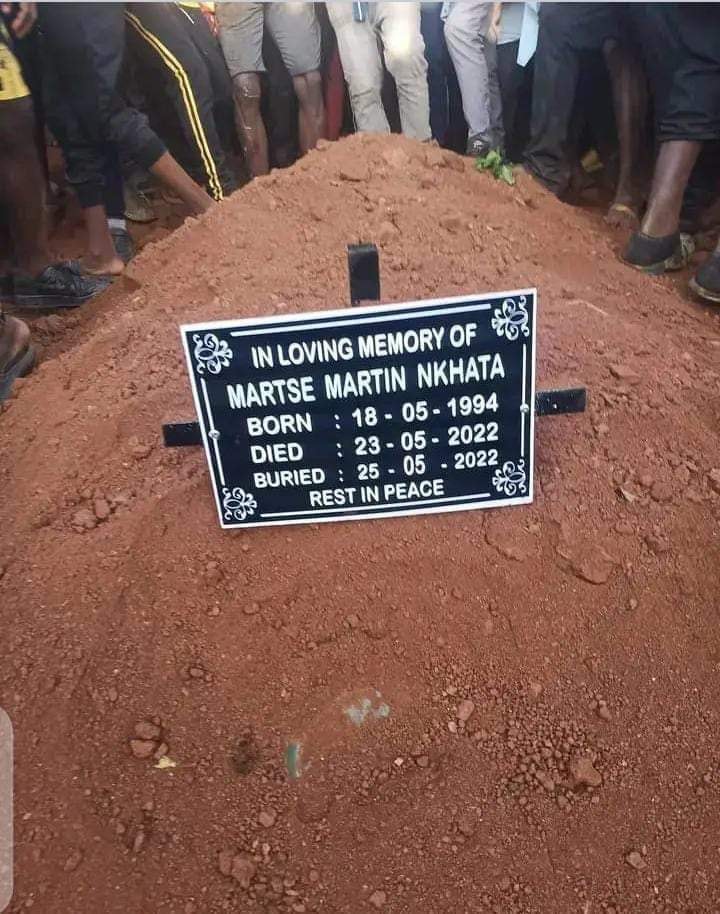 IN LOVING MEMORY OF
MARTSE MARTIN NKHATA
BORN : 18 - 05 - 1994
DIED : 23 - 05 - 2022
BURIED : 25 - 05 - 2022
REST IN PEACE